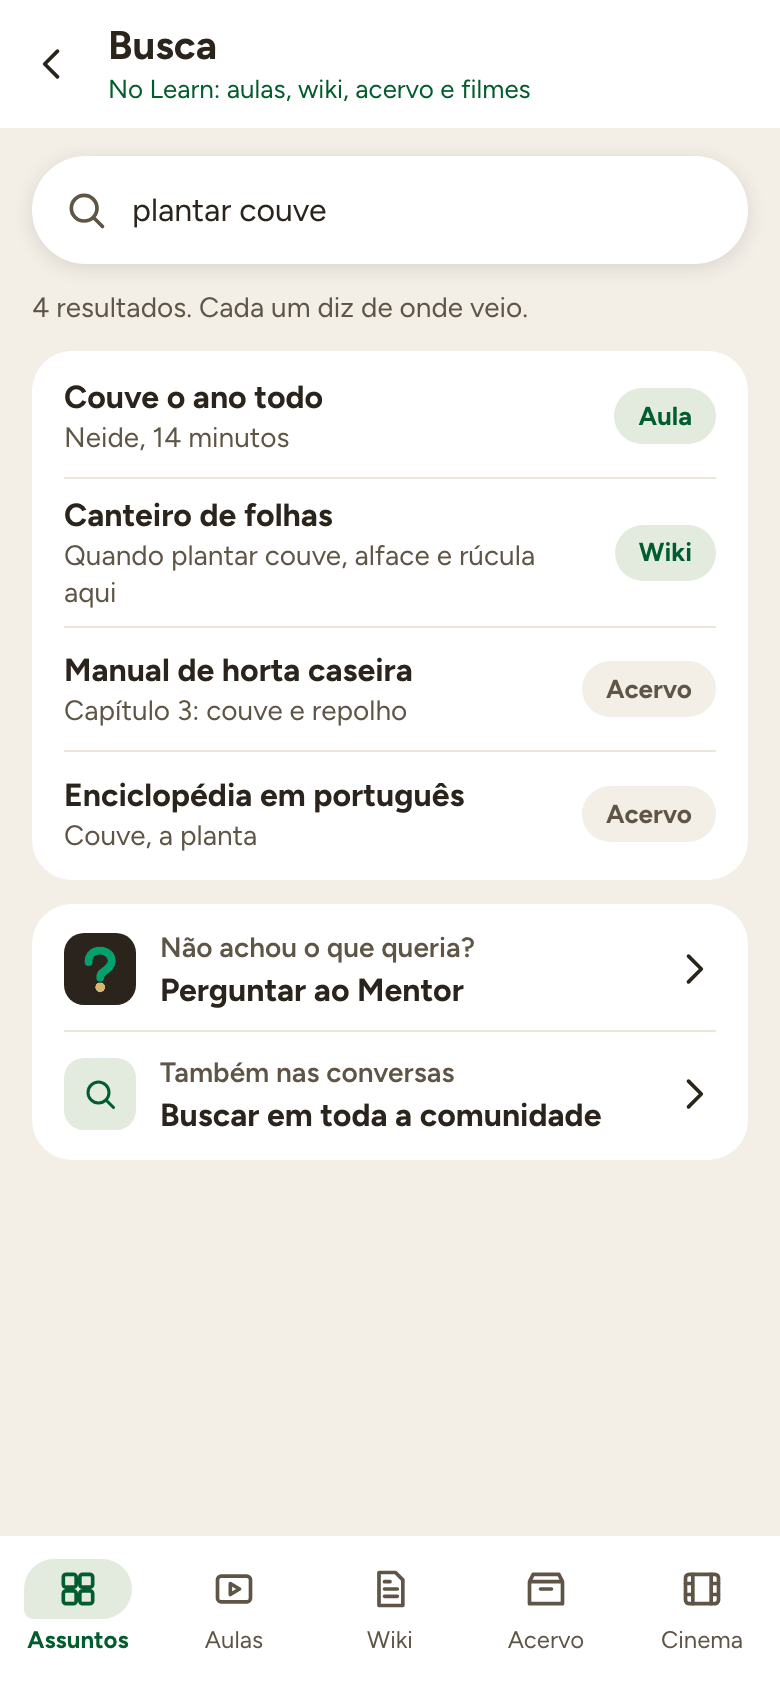 Busca
No Learn: aulas, wiki, acervo e filmes
plantar couve
4 resultados. Cada um diz de onde veio.
Couve o ano todo
Neide, 14 minutos
Aula
Canteiro de folhas
Quando plantar couve, alface e rúcula
aqui
Wiki
Manual de horta caseira
Capítulo 3: couve e repolho
Acervo
Enciclopédia em português
Couve, a planta
Acervo
Não achou o que queria?
Perguntar ao Mentor
Também nas conversas
Buscar em toda a comunidade
Assuntos
Aulas
Wiki
Acervo
Cinema